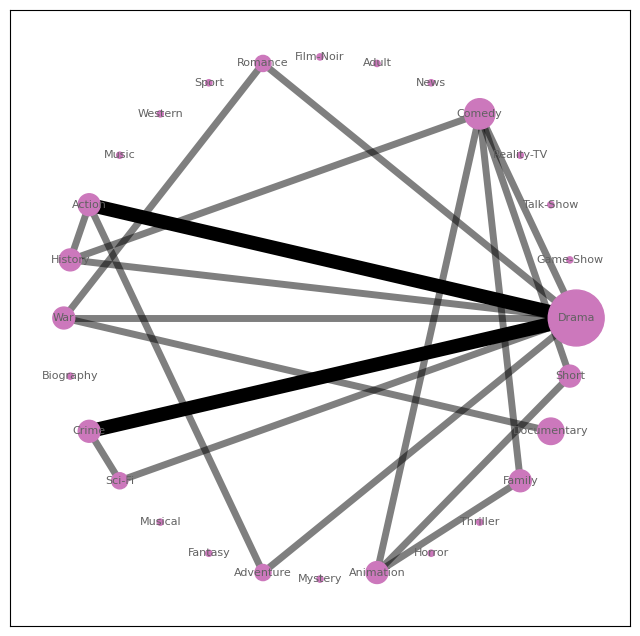 Film-Noir
Romance
Adult
Sport
News
Western
Comedy
Music
Reality-TV
Action
Talk-Show
History
Game-Show
War
Drama
Biography
Short
Crime
Documentary
Sci-Fi
Family
Musical
Thriller
Fantasy
Horror
Adventure
Mystery
Animation